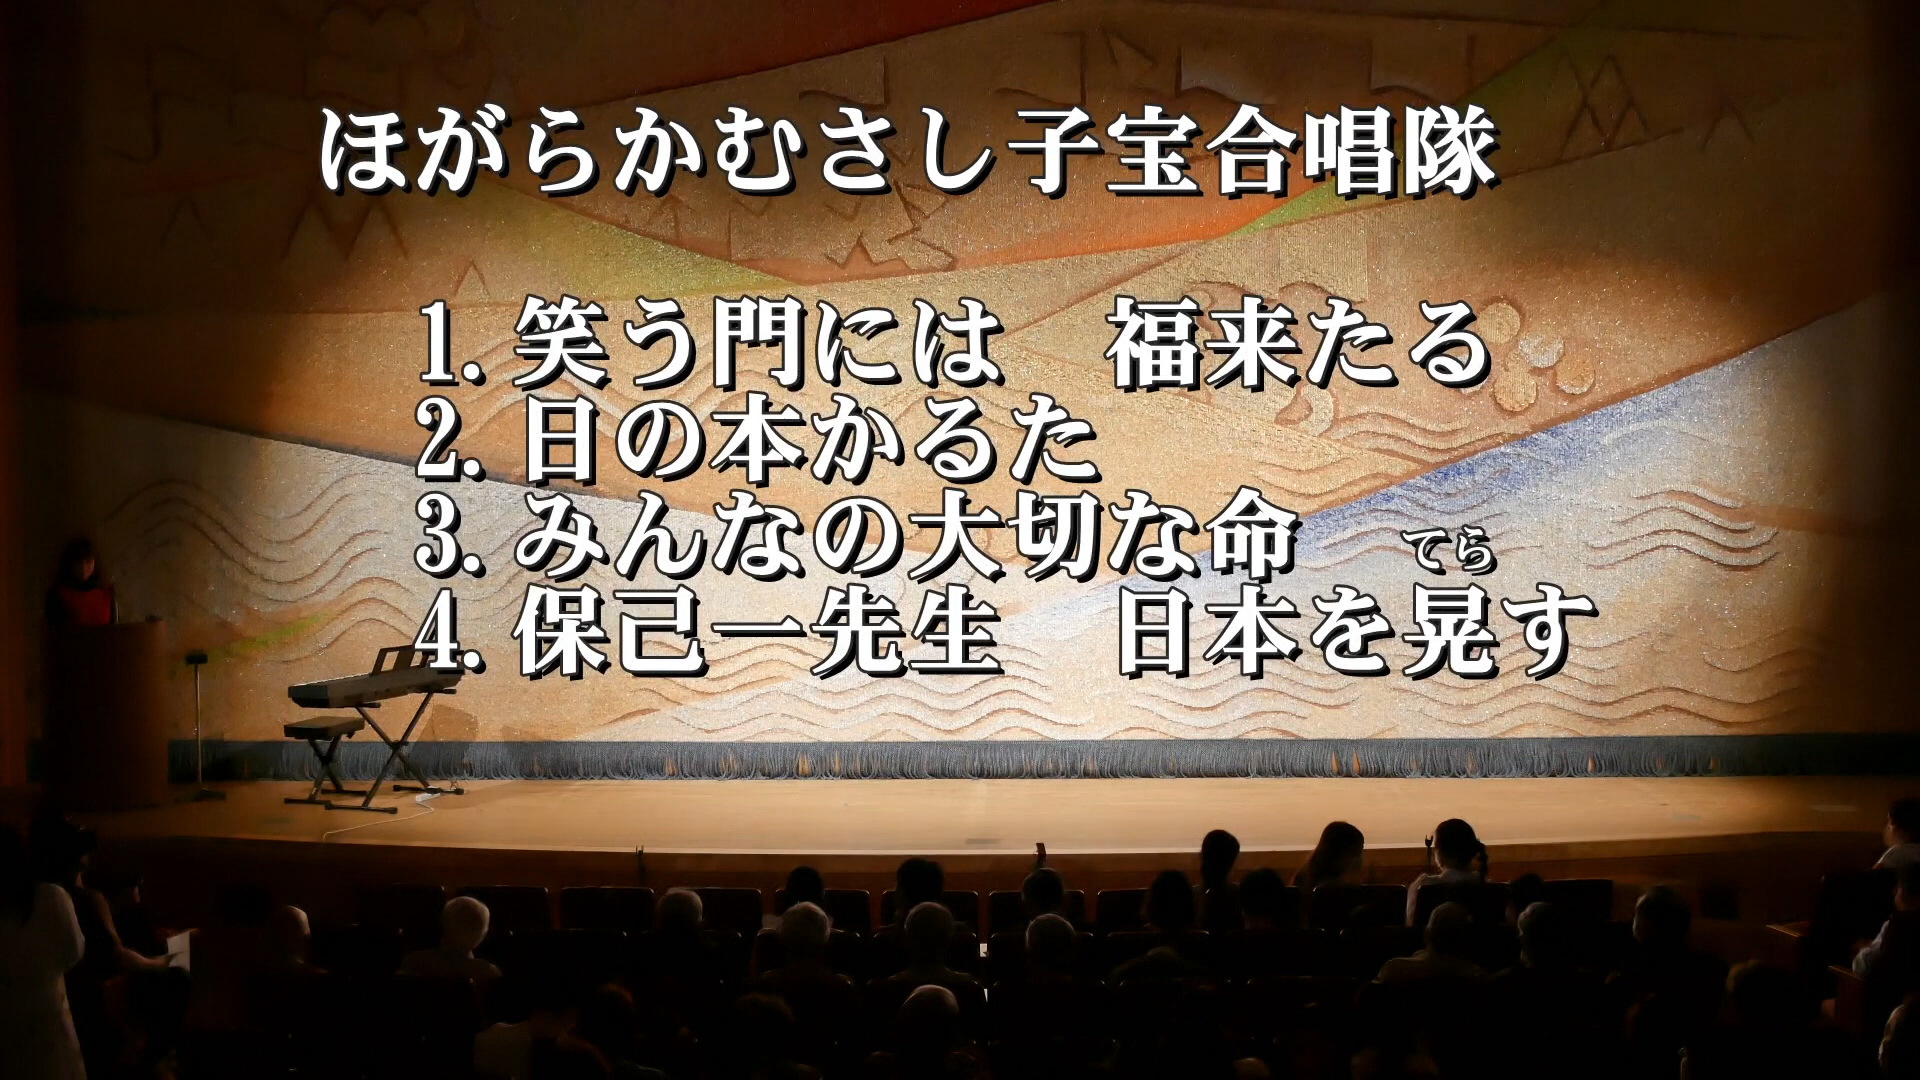 ほがらかむさし子宝合唱隊
1. 笑う門には　福来たる
2. 日の本かるた
3. みんなの大切な命
てら
4. 保己一先生　日本を晃す